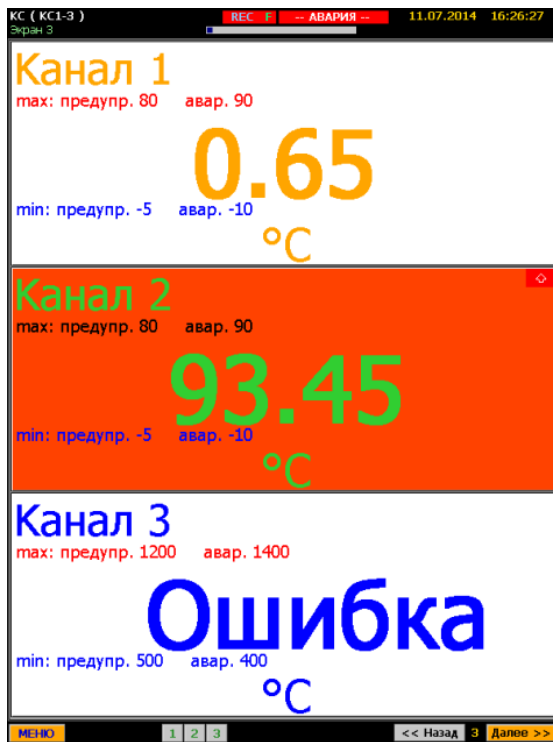 КС ( КС1-3 ) REC F -- АВАРИЯ -- 11.07.2014 16:26:27
Экран 3
Канал 1
max: предупр. 80 авар. 90
0.65
min: предупр. -5 авар. -10
°C
Канал 2
max: предупр. 80 авар. 90
93.45
min: предупр. -5 авар. -10
°C
Канал 3
max: предупр. 1200 авар. 1400
Ошибка
min: предупр. 500 авар. 400
°C
МЕНЮ 1 2 3 << Назад 3 Далее >>